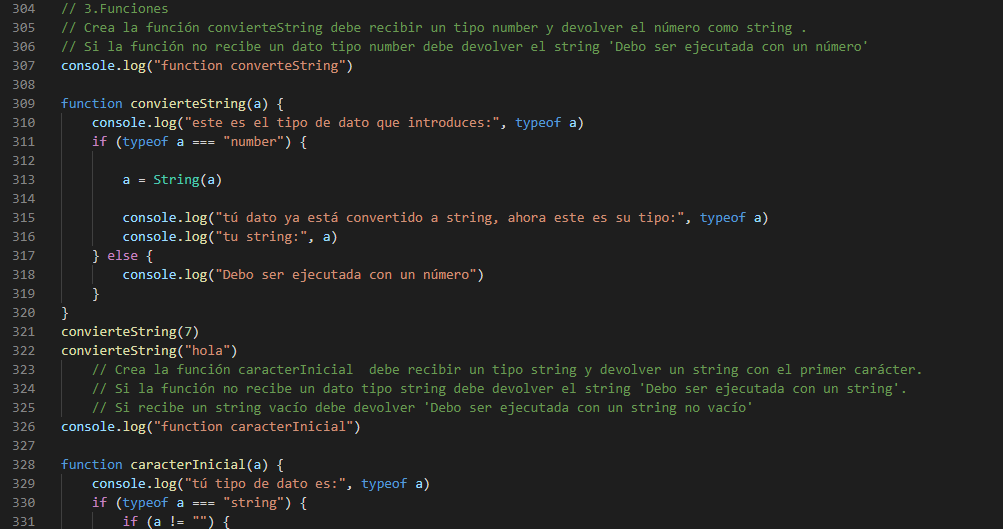 304 // 3.Funciones
305 // Crea la función convierteString debe recibir un tipo number y devolver el número como string .
306 // Si la función no recibe un dato tipo number debe devolver el string 'Debo ser ejecutada con un número'
307 console.log("function converteString")
308
309 function convierteString(a) {
310 console.log("este es el tipo de dato que introduces:", typeof a)
311 if (typeof a === "number") {
312
313 a = String(a)
314
315 console.log("tú dato ya está convertido a string, ahora este es su tipo:", typeof a)
316 console.log("tu string:", a)
317 } else {
318 console.log("Debo ser ejecutada con un número")
319 }
320 }
321 convierteString(7)
322 convierteString("hola")
323 // Crea la función caracterInicial  debe recibir un tipo string y devolver un string con el primer carácter.
324 // Si la función no recibe un dato tipo string debe devolver el string 'Debo ser ejecutada con un string'.
325 // Si recibe un string vacío debe devolver 'Debo ser ejecutada con un string no vacío'
326 console.log("function caracterInicial")
327
328 function caracterInicial(a) {
329 console.log("tú tipo de dato es:", typeof a)
330 if (typeof a === "string") {
331 if (a != "") {